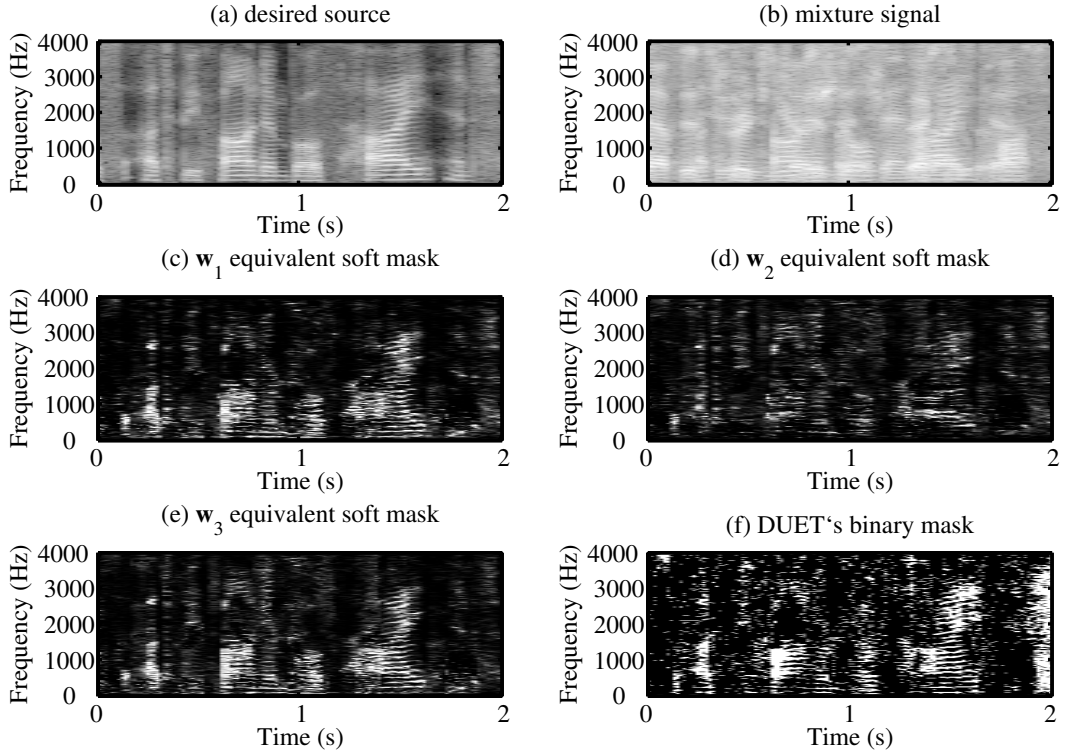 (a) desired source
Frequency (Hz)
4000
3000
2000
1000
0
0
1
2
Time (s)
(b) mixture signal
Frequency (Hz)
4000
3000
2000
1000
0
0
1
2
Time (s)
(c) w1 equivalent soft mask
Frequency (Hz)
4000
3000
2000
1000
0
0
1
2
Time (s)
(d) w2 equivalent soft mask
Frequency (Hz)
4000
3000
2000
1000
0
0
1
2
Time (s)
(e) w3 equivalent soft mask
Frequency (Hz)
4000
3000
2000
1000
0
0
1
2
Time (s)
(f) DUET‘s binary mask
Frequency (Hz)
4000
3000
2000
1000
0
0
1
2
Time (s)